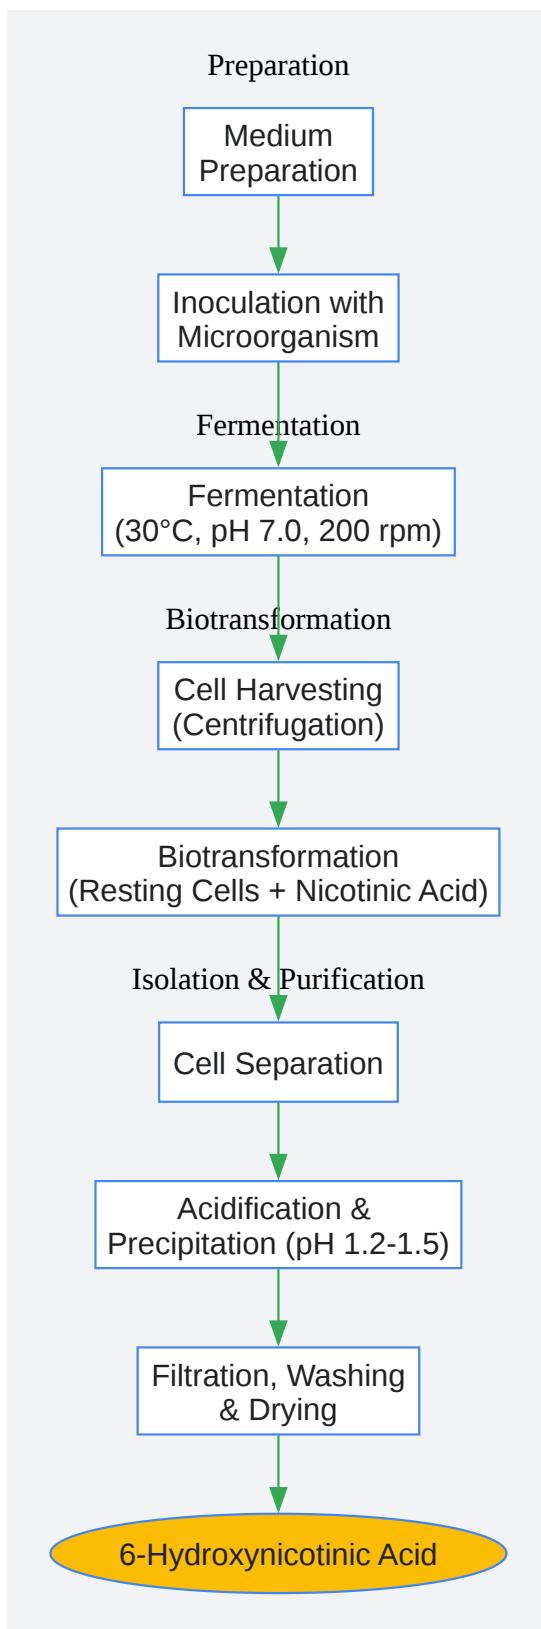 Preparation
Medium
Preparation
Inoculation with
Microorganism
Fermentation
Fermentation
(30°C, pH 7.0, 200 rpm)
Biotransformation
Cell Harvesting
(Centrifugation)
Biotransformation
(Resting Cells + Nicotinic Acid)
Isolation & Purification
Cell Separation
Acidification &
Precipitation (pH 1.2-1.5)
Filtration, Washing
& Drying
6-Hydroxynicotinic Acid